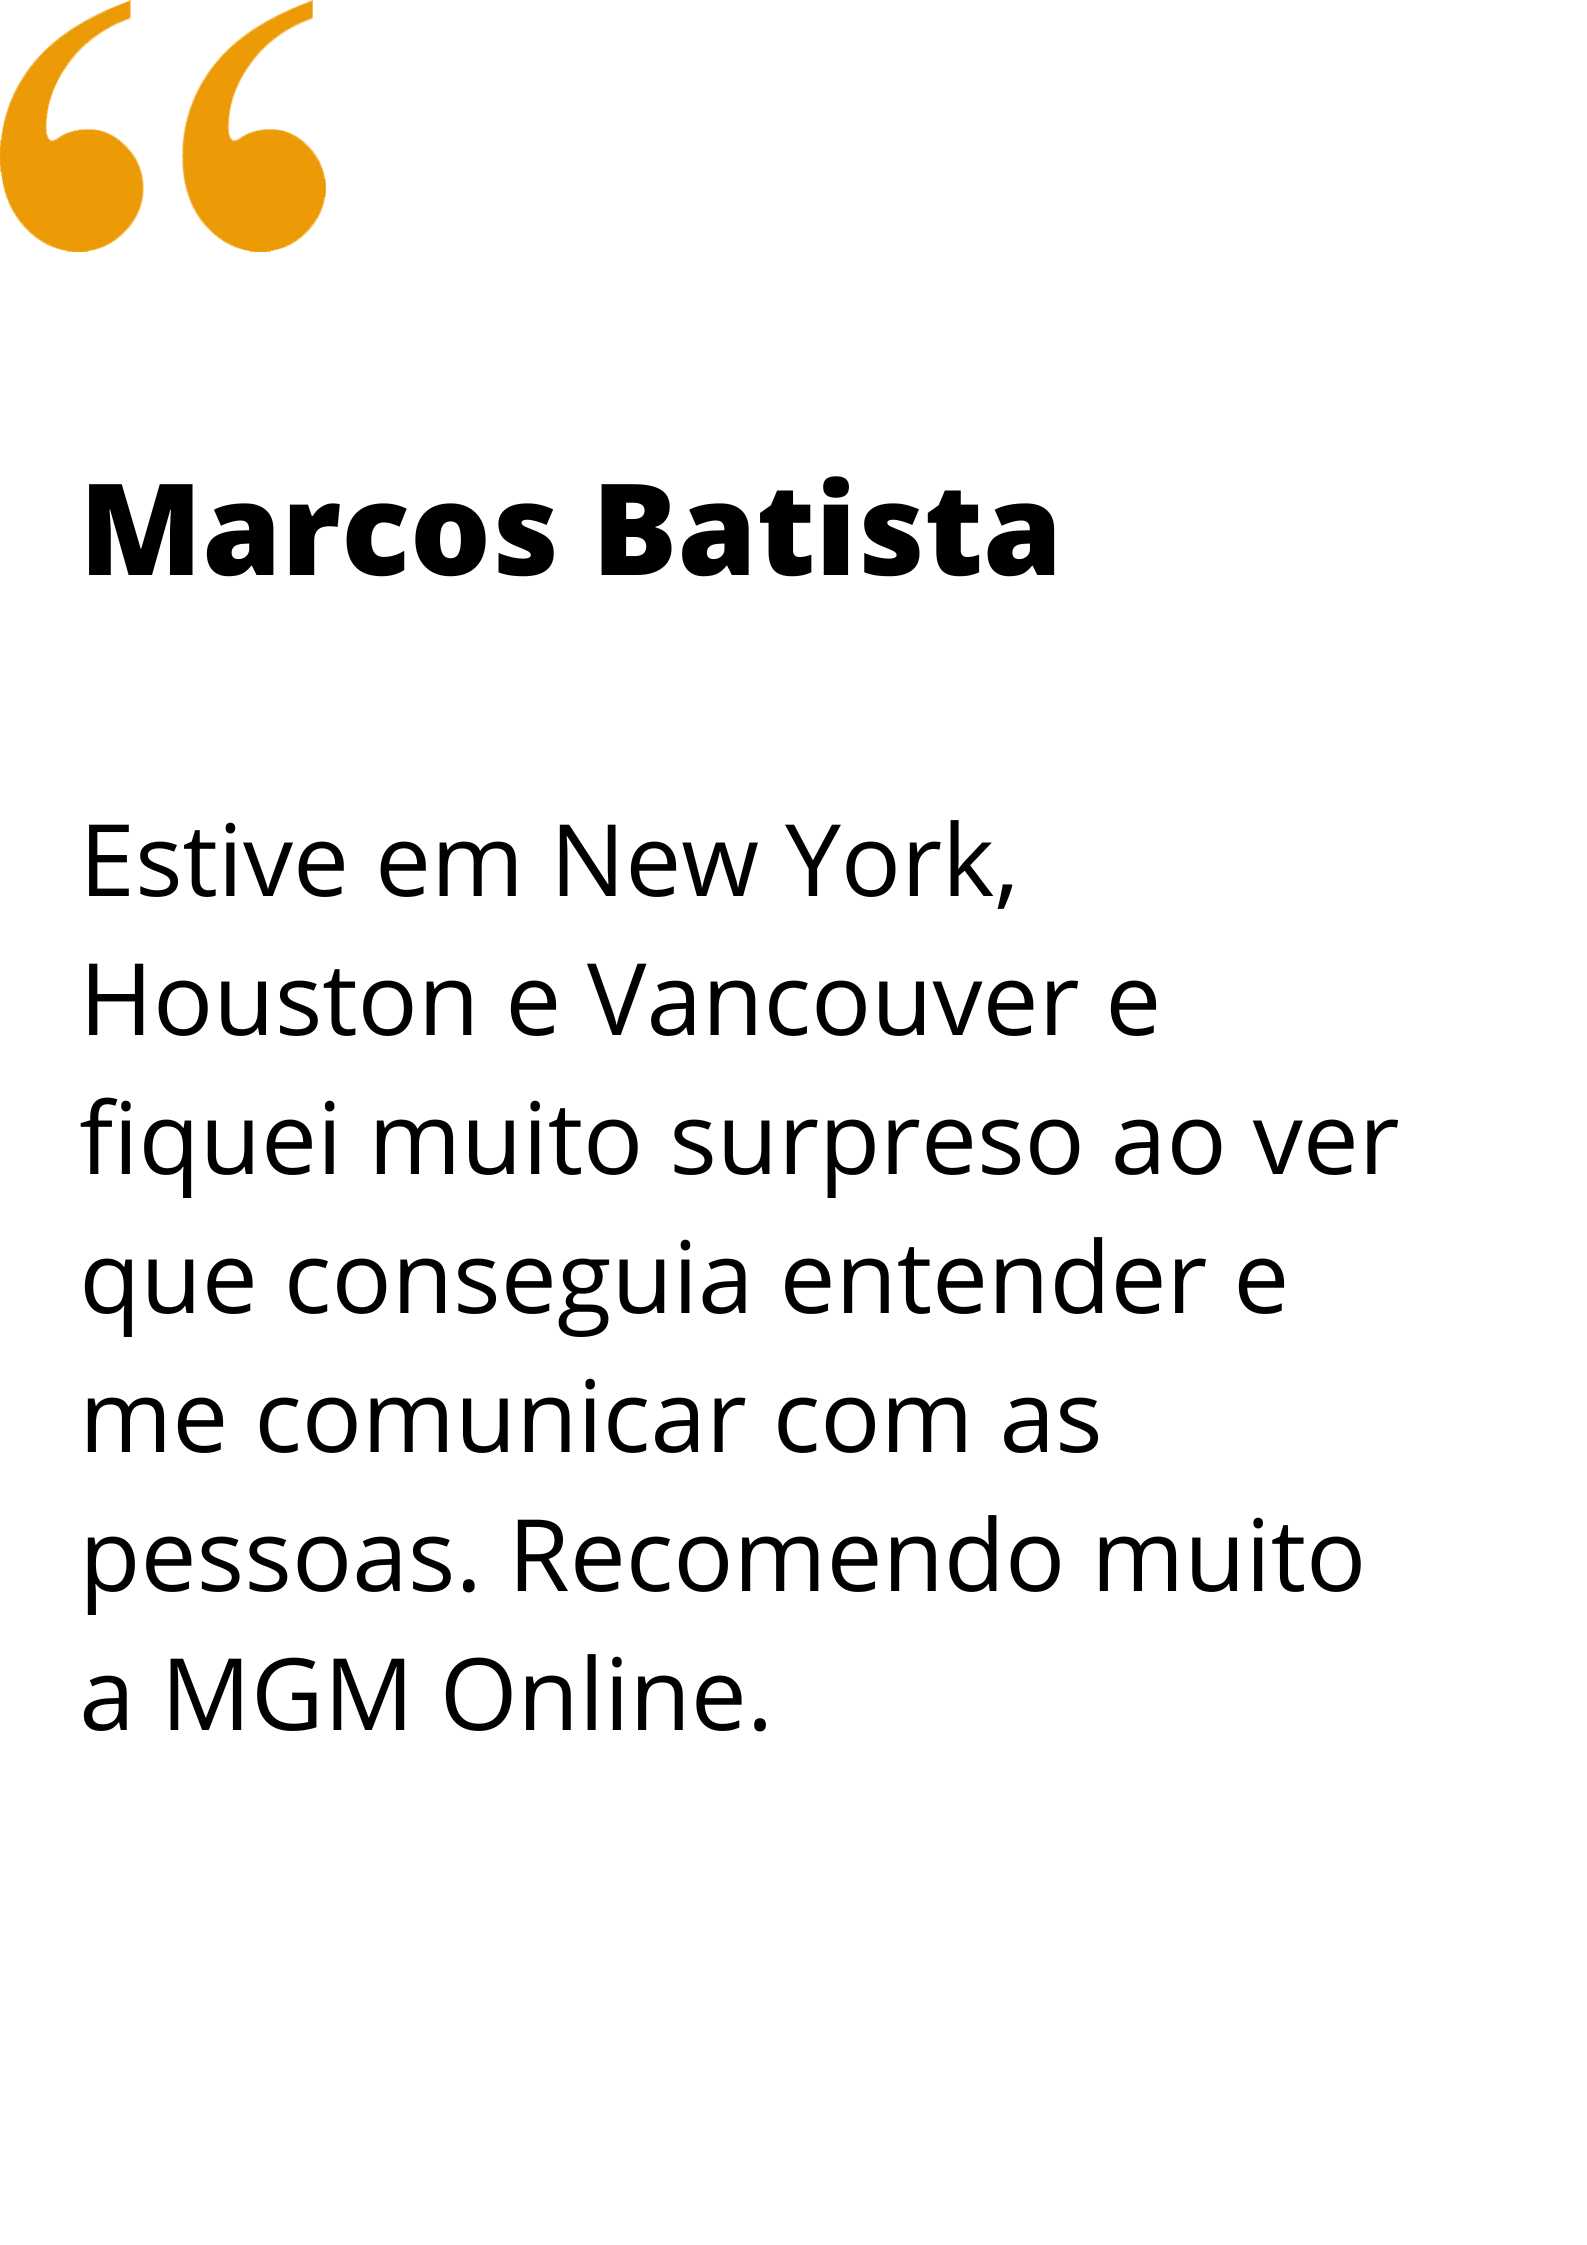 “
Marcos Batista
Estive em New York,
Houston e Vancouver e
fiquei muito surpreso ao ver
que conseguia entender e
me comunicar com as
pessoas. Recomendo muito
a MGM Online.